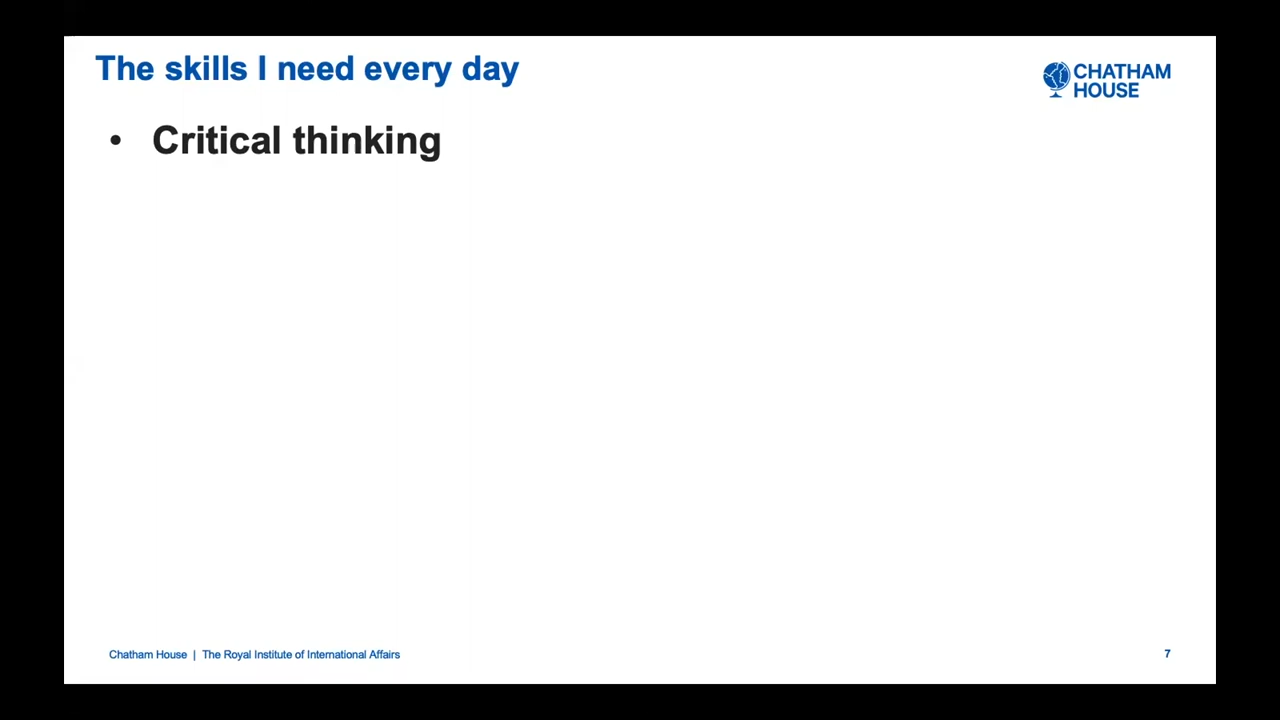 The skills I need every day
CHATHAM
HOUSE
• Critical thinking
Chatham House | The Royal Institute of International Affairs
7